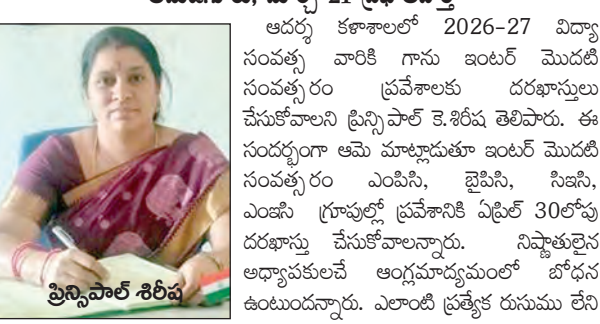 ఆదర్శ కళాశాలలో 2026-27 విద్యా
సంవత్స వారికి గాను ఇంటర్ మొదటి
సంవత్సరం ప్రవేశాలకు దరఖాస్తులు
చేసుకోవాలని ప్రిన్సిపాల్ కె.శిరీష తెలిపారు. ఈ
సందర్భంగా ఆమె మాట్లాడుతూ ఇంటర్ మొదటి
సంవత్సరం ఎంపిసి, బైపిసి, సిఇసి,
ఎంఇసి గ్రూపుల్లో ప్రవేశానికి ఏప్రిల్ 30లోపు
దరఖాస్తు చేసుకోవాలన్నారు. నిష్ణాతులైన
అధ్యాపకులచే ఆంగ్లమాద్యమంలో బోధన
ఉంటుందన్నారు. ఎలాంటి ప్రత్యేక రుసుము లేని
ప్రిన్సిపాల్ శిరీష